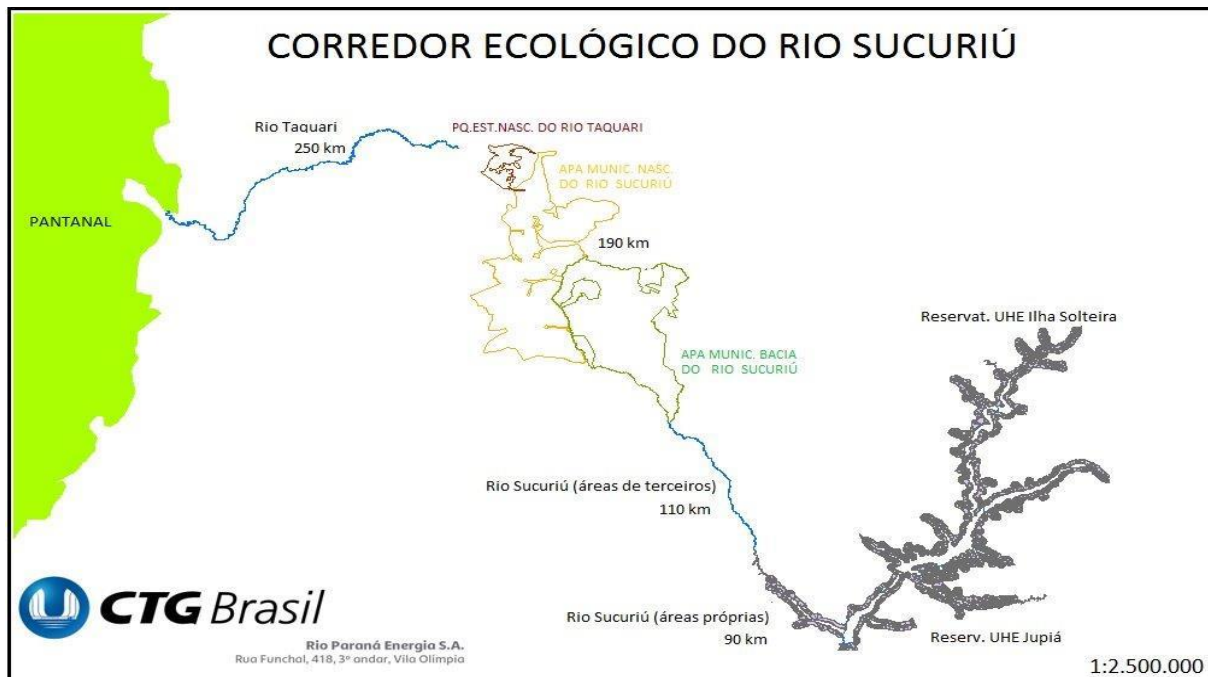 CORREDOR ECOLÓGICO DO RIO SUCURIÚ
Rio Taquari
250 km
PQ.EST.NASC. DO RIO TAQUARI
APA MUNIC. NASC.
DO RIO SUCURIÚ
PANTANAL
190 km
Reservat. UHE Ilha Solteira
APA MUNIC. BACIA
DO RIO SUCURIÚ
Rio Sucuriú (áreas de terceiros)
110 km
Rio Sucuriú (áreas próprias)
90 km
Reserv. UHE Jupiá
CTG Brasil
Rio Paraná Energia S.A.
Rua Funchal, 418, 3º andar, Vila Olímpia
1:2.500.000